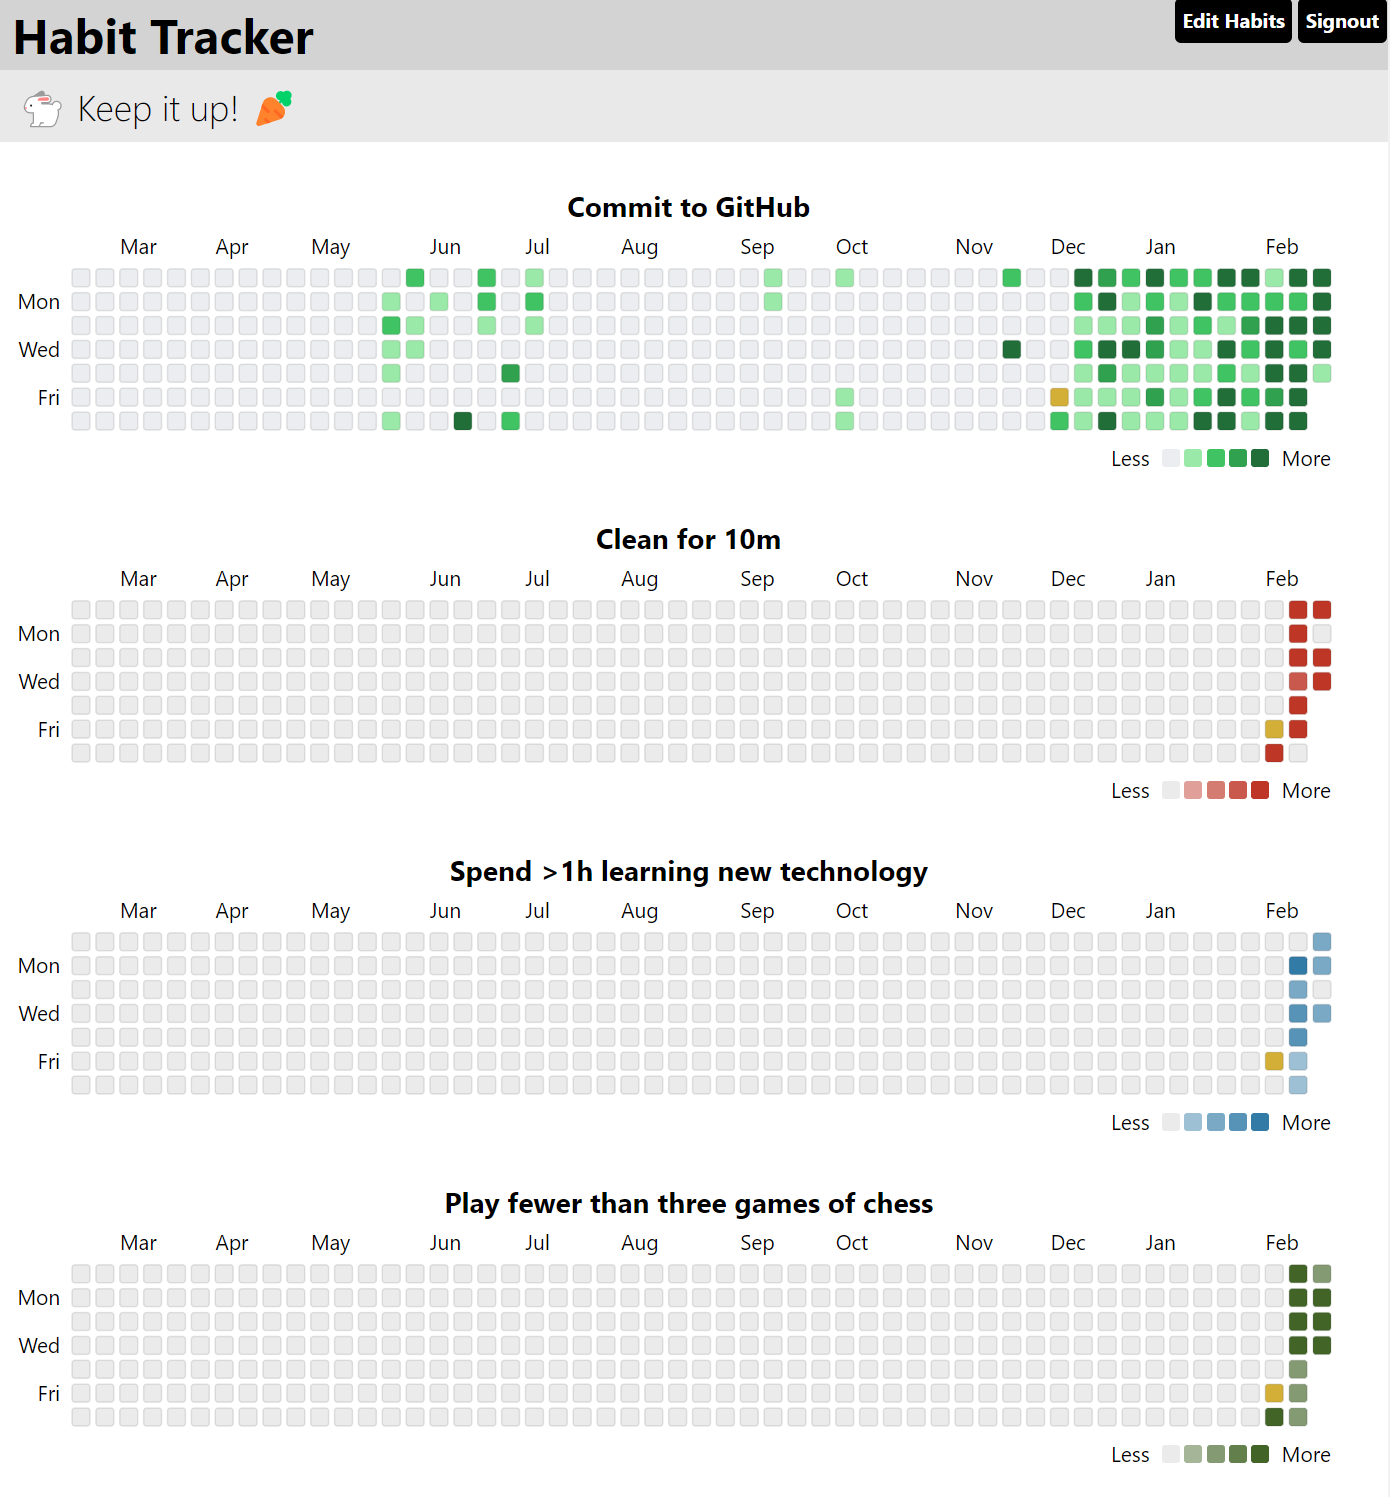 Habit Tracker
Edit Habits Signout
Keep it up!
Commit to GitHub
Mar Apr May Jun Jul Aug Sep Oct Nov Dec Jan Feb
Mon
Wed
Fri
Less More
Clean for 10m
Mar Apr May Jun Jul Aug Sep Oct Nov Dec Jan Feb
Mon
Wed
Fri
Less More
Spend >1h learning new technology
Mar Apr May Jun Jul Aug Sep Oct Nov Dec Jan Feb
Mon
Wed
Fri
Less More
Play fewer than three games of chess
Mar Apr May Jun Jul Aug Sep Oct Nov Dec Jan Feb
Mon
Wed
Fri
Less More